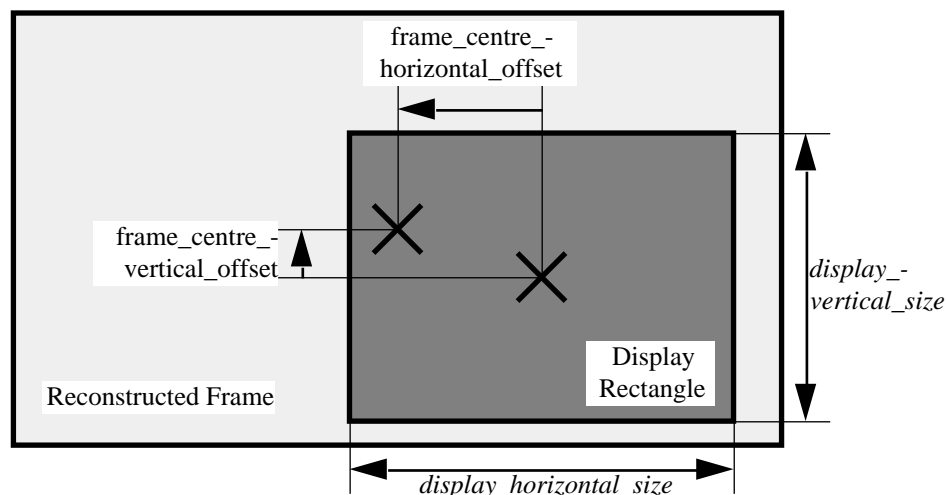 frame_centre_-
horizontal_offset
frame_centre_-
vertical_offset
display_-
vertical_size
Display
Rectangle
Reconstructed Frame
display_horizontal_size